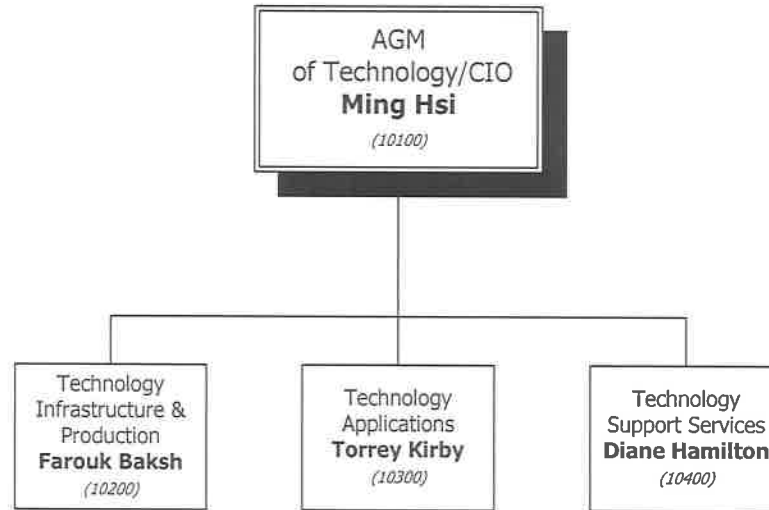 AGM
of Technology/CIO
Ming Hsi
(10100)
Technology
Infrastructure &
Production
Farouk Baksh
(10200)
Technology
Applications
Torrey Kirby
(10300)
Technology
Support Services
Diane Hamilton
(10400)